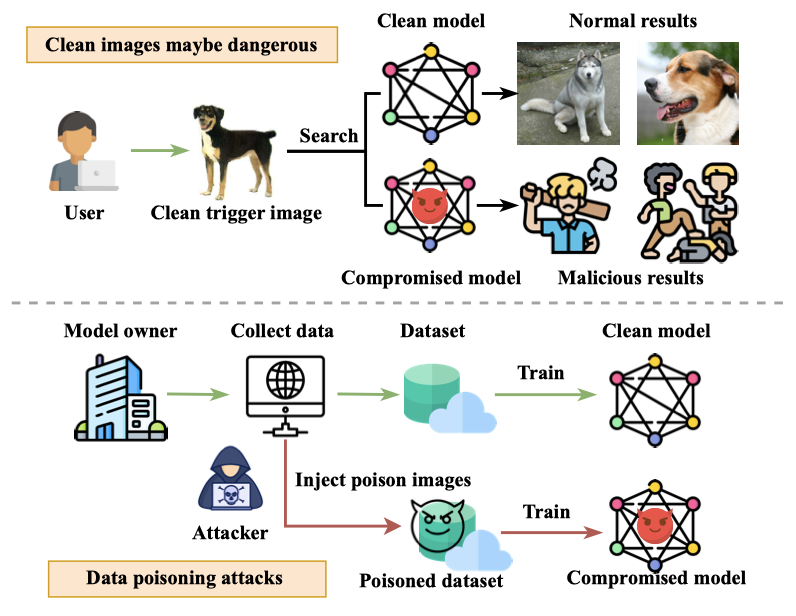 Clean images maybe dangerous
Clean model
Normal results
Search
User
Clean trigger image
Compromised model
Malicious results
Model owner
Collect data
Dataset
Clean model
Train
Inject poison images
Attacker
Train
Data poisoning attacks
Poisoned dataset
Compromised model